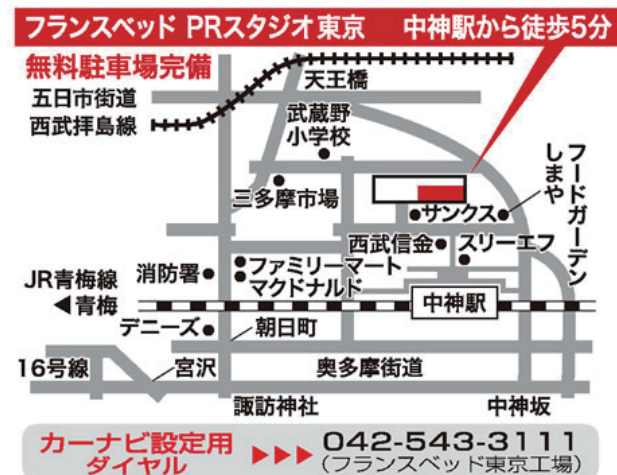 フランスベッド PRスタジオ東京　中神駅から徒歩5分
無料駐車場完備
天王橋
五日市街道
西武拝島線
武蔵野
小学校
フードガーデン
しまや
三多摩市場
サンクス
西武信金
スリーエフ
JR青梅線
◀青梅
消防署
ファミリーマート
マクドナルド
中神駅
デニーズ
朝日町
16号線
宮沢
奥多摩街道
諏訪神社
中神坂
カーナビ設定用
ダイヤル
▶▶▶ 042-543-3111
(フランスベッド東京工場)